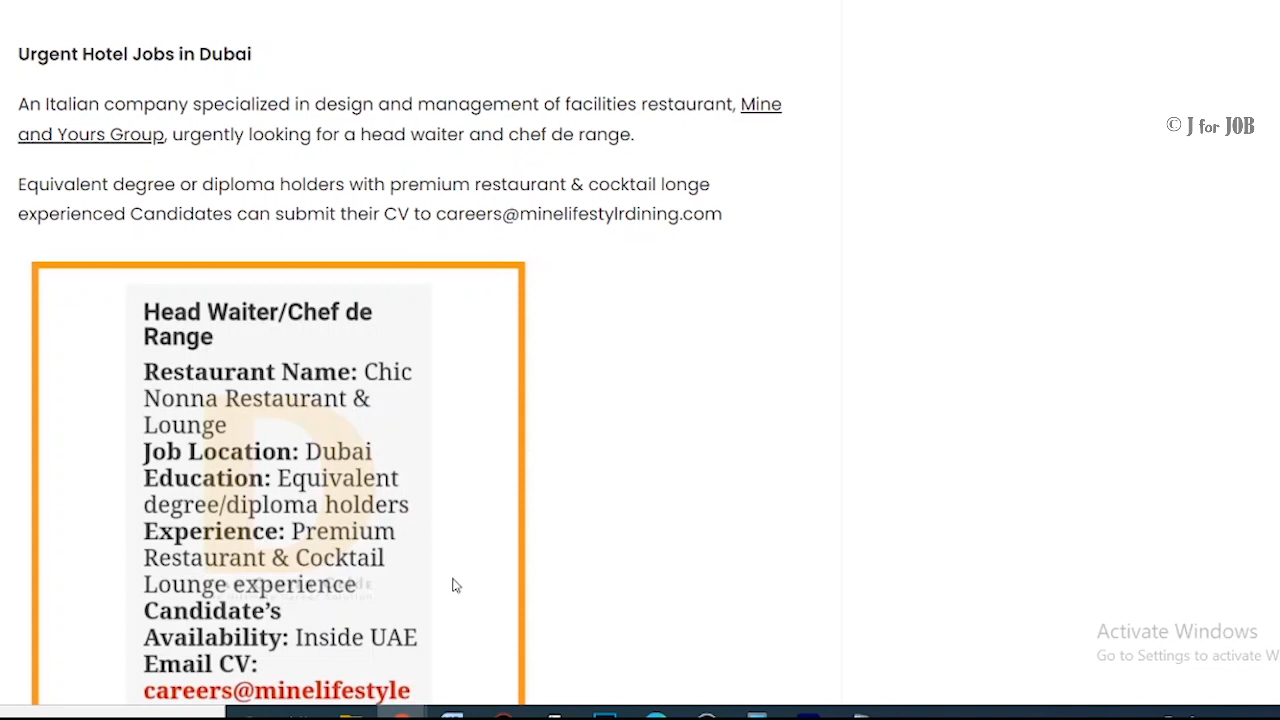 Urgent Hotel Jobs in Dubai
An Italian company specialized in design and management of facilities restaurant, Mine
and Yours Group, urgently looking for a head waiter and chef de range.
© J for JOB
Equivalent degree or diploma holders with premium restaurant & cocktail longe
experienced Candidates can submit their CV to careers@minelifestylrdining.com
Head Waiter/Chef de
Range
Restaurant Name: Chic
Nonna Restaurant &
Lounge
Job Location: Dubai
Education: Equivalent
degree/diploma holders
Experience: Premium
Restaurant & Cocktail
Lounge experience
Candidate’s
Availability: Inside UAE
Email CV:
careers@minelifestyle
Activate Windows
Go to Settings to activate W